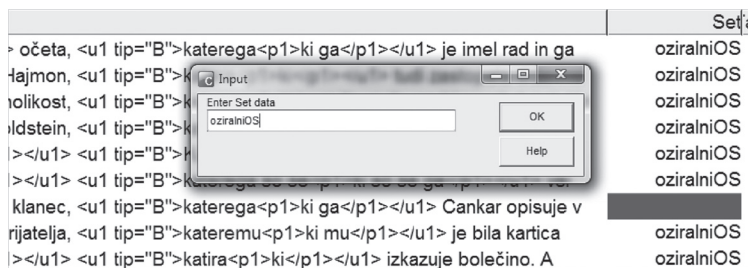 Set
> očeta, <u1 tip="B">katerega<p1>ki ga</p1></u1> je imel rad in ga oziralniOS
Hajmon, <u1 tip="B">k oziralniOS
holikost, <u1 tip="B">k oziralniOS
oldstein, <u1 tip="B">k oziralniOS
1></u1> <u1 tip="B">k oziralniOS
1></u1> <u1 tip="B"> oziralniOS
Input
Enter Set data
oziralniOS
OK
Help
klanec, <u1 tip="B">katerega<p1>ki ga</p1></u1> Cankar opisuje v
rijatelja, <u1 tip="B">kateremu<p1>ki mu</p1></u1> je bila kartica oziralniOS
1></u1> <u1 tip="B">katira<p1>ki</p1></u1> izkazuje bolečino. A oziralniOS